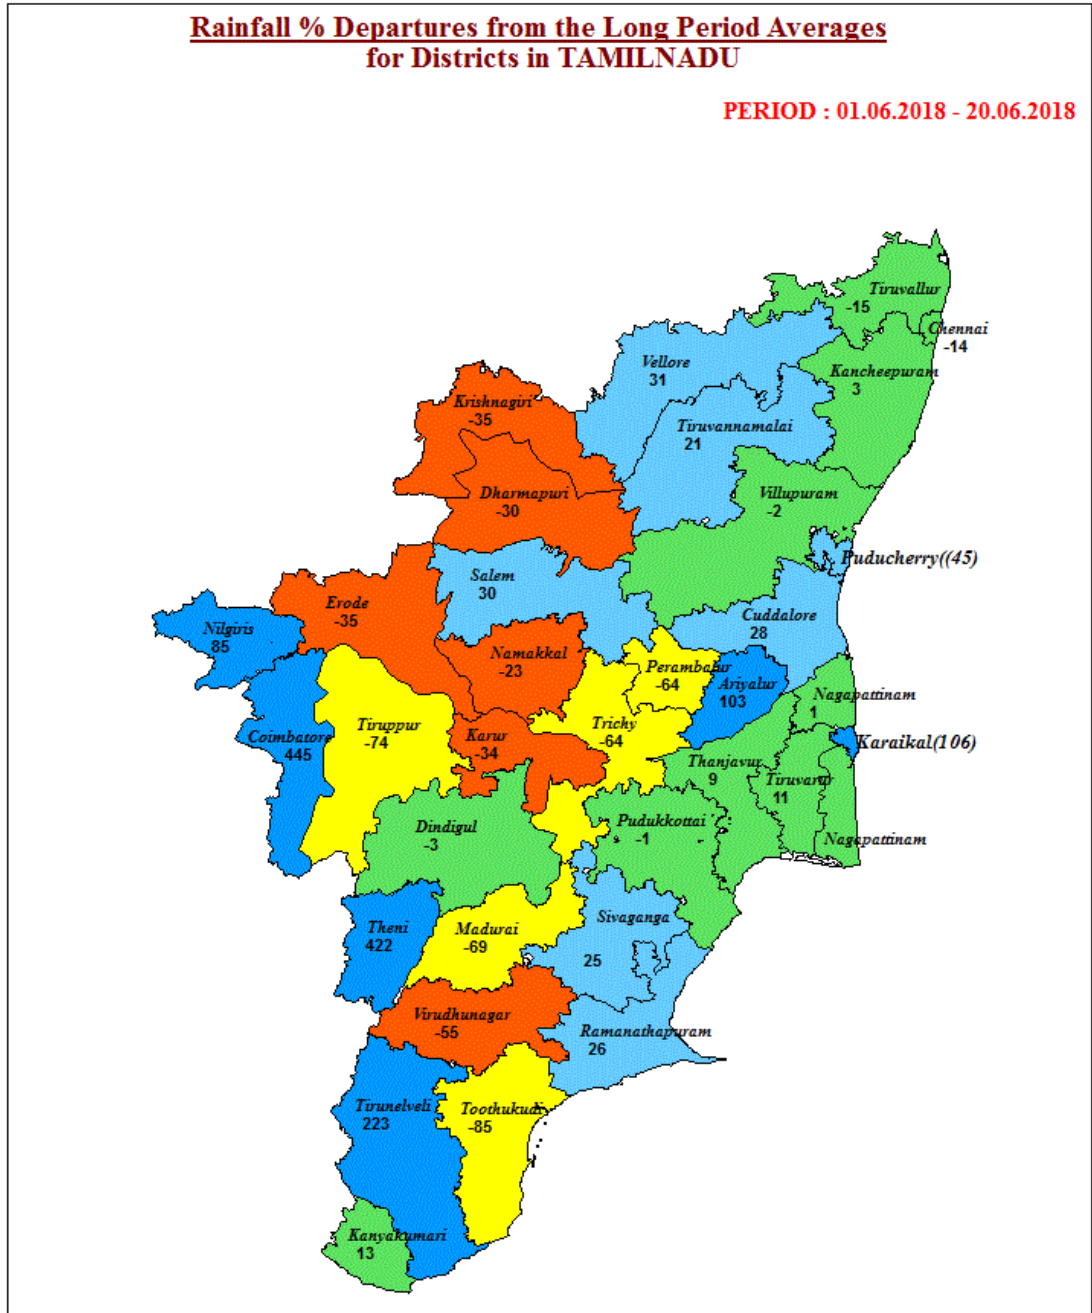 Rainfall % Departures from the Long Period Averages
for Districts in TAMILNADU
PERIOD : 01.06.2018 - 20.06.2018
Tiruvallur
-15
Chennai
-14
Vellore
31
Kancheepuram
3
Krishnagiri
-35
Tiruvannamalai
21
Dharmapuri
-30
Villupuram
-2
Puducherry((45)
Salem
30
Erode
-35
Cuddalore
28
Nilgiris
85
Namakkal
-23
Perambalur
-64
Ariyalur
103
Nagapattinam
1
Tiruppur
-74
Trichy
-64
Coimbatore
445
Karur
-34
Karaikal(106)
Thanjavur
9
Tiruvarur
11
Dindigul
-3
Pudukkottai
-1
Nagapattinam
Theni
422
Madurai
-69
Sivaganga
25
Virudhunagar
-55
Ramanathapuram
26
Tirunelveli
223
Toothukudi
-85
Kanyakumari
13